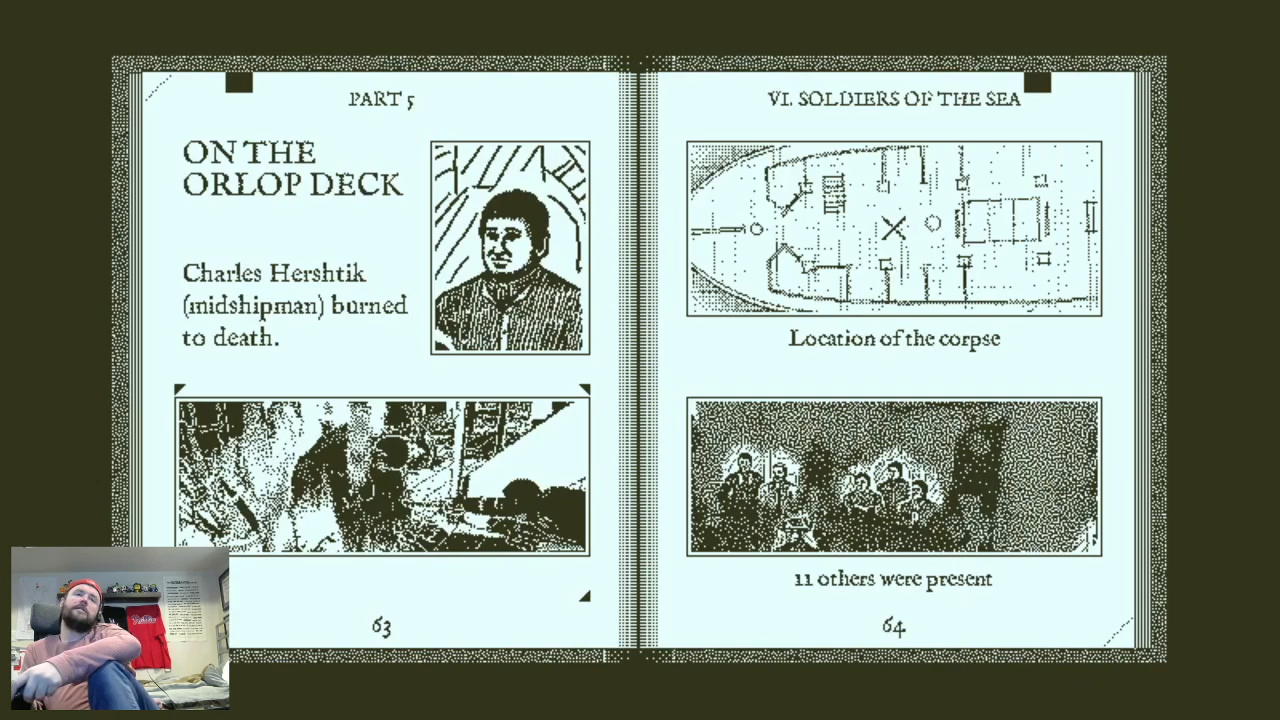 PART 5
ON THE
ORLOP DECK
Charles Hershtik
(midshipman) burned
to death.
63
VI. SOLDIERS OF THE SEA
Location of the corpse
11 others were present
64